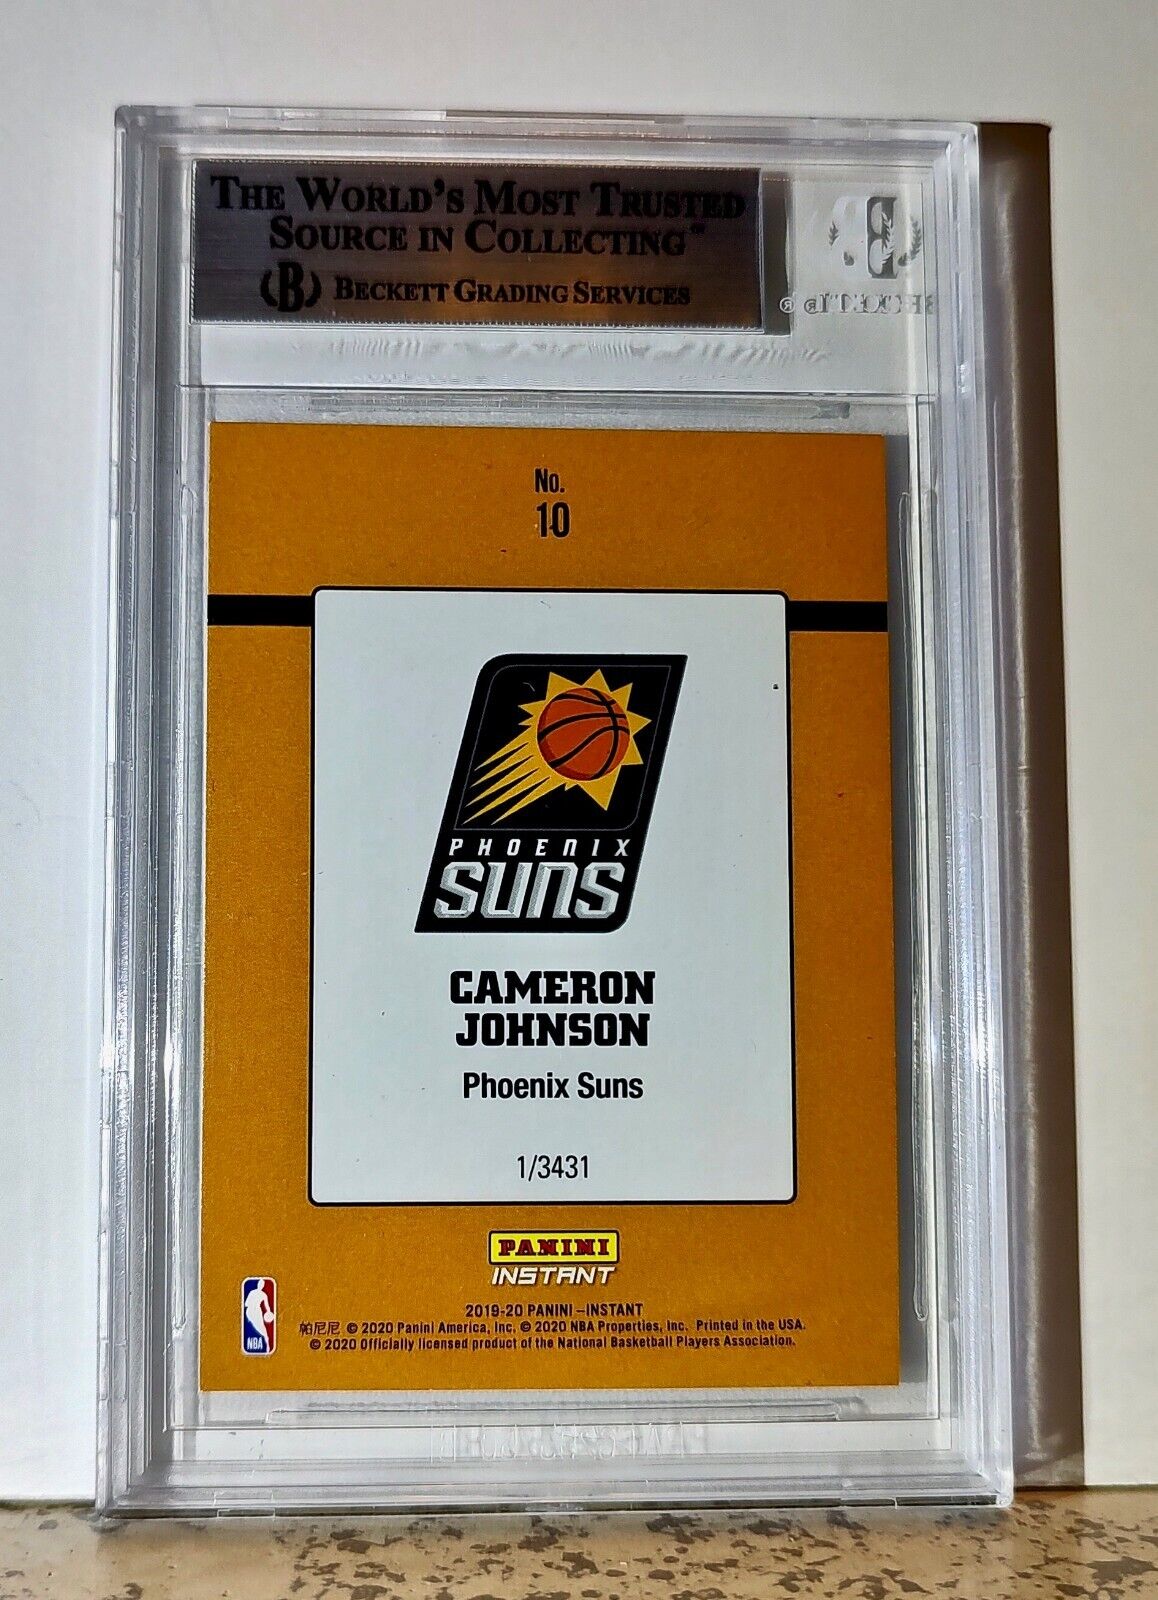 THE WORLD'S MOST TRUSTED
SOURCE IN COLLECTING™
B BECKETT GRADING SERVICES
No.
10
PHOENIX
SUNS
CAMERON
JOHNSON
Phoenix Suns
1/3431
PANINI
INSTANT
NBA
2019-20 PANINI –INSTANT
帕尼尼 © 2020 Panini America, Inc. © 2020 NBA Properties, Inc. Printed in the USA.
© 2020 Officially licensed product of the National Basketball Players Association.